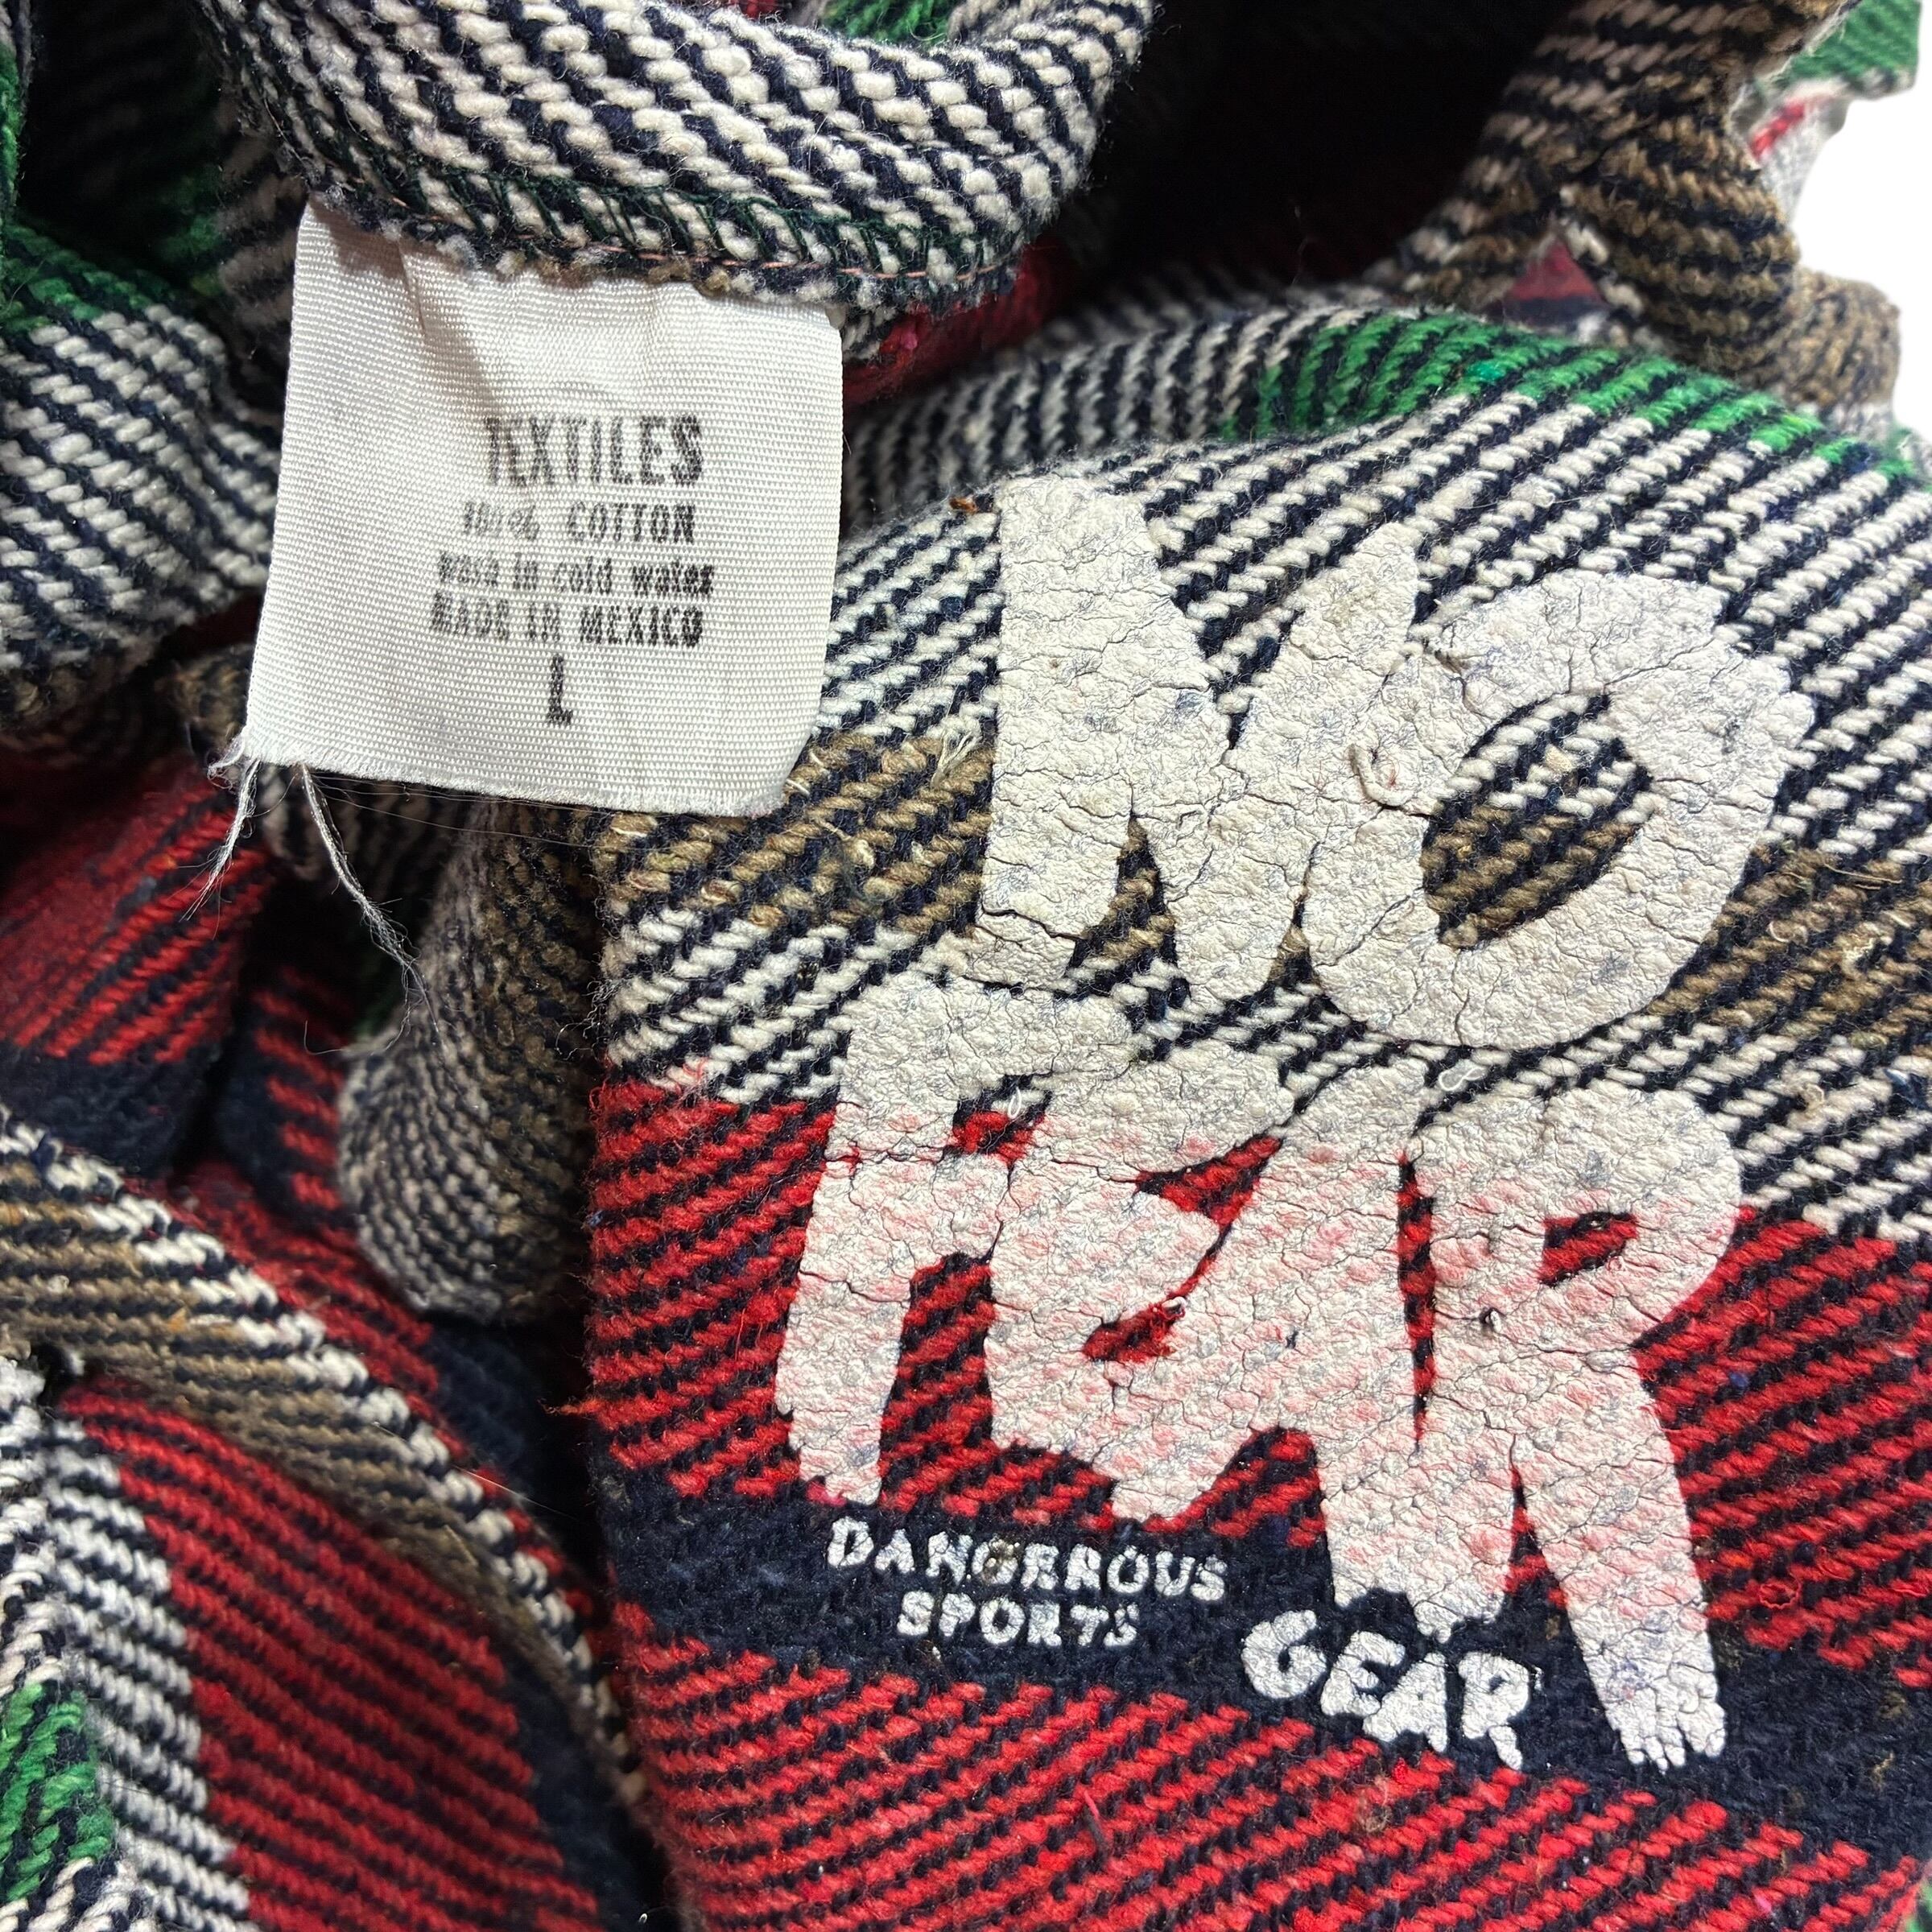 TEXTILES
100% COTTON
wash in cold water
MADE IN MEXICO
L
NO
FEAR
DANGEROUS
SPORTS
GEAR